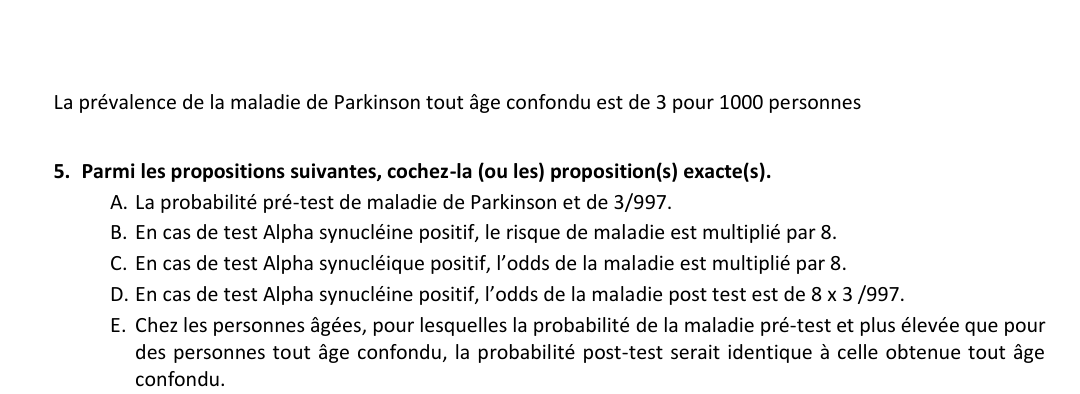 La prévalence de la maladie de Parkinson tout âge confondu est de 3 pour 1000 personnes
5. Parmi les propositions suivantes, cochez-la (ou les) proposition(s) exacte(s).
A. La probabilité pré-test de maladie de Parkinson et de 3/997.
B. En cas de test Alpha synucléine positif, le risque de maladie est multiplié par 8.
C. En cas de test Alpha synucléique positif, l’odds de la maladie est multiplié par 8.
D. En cas de test Alpha synucléine positif, l’odds de la maladie post test est de 8 x 3 /997.
E. Chez les personnes âgées, pour lesquelles la probabilité de la maladie pré-test et plus élevée que pour
des personnes tout âge confondu, la probabilité post-test serait identique à celle obtenue tout âge
confondu.